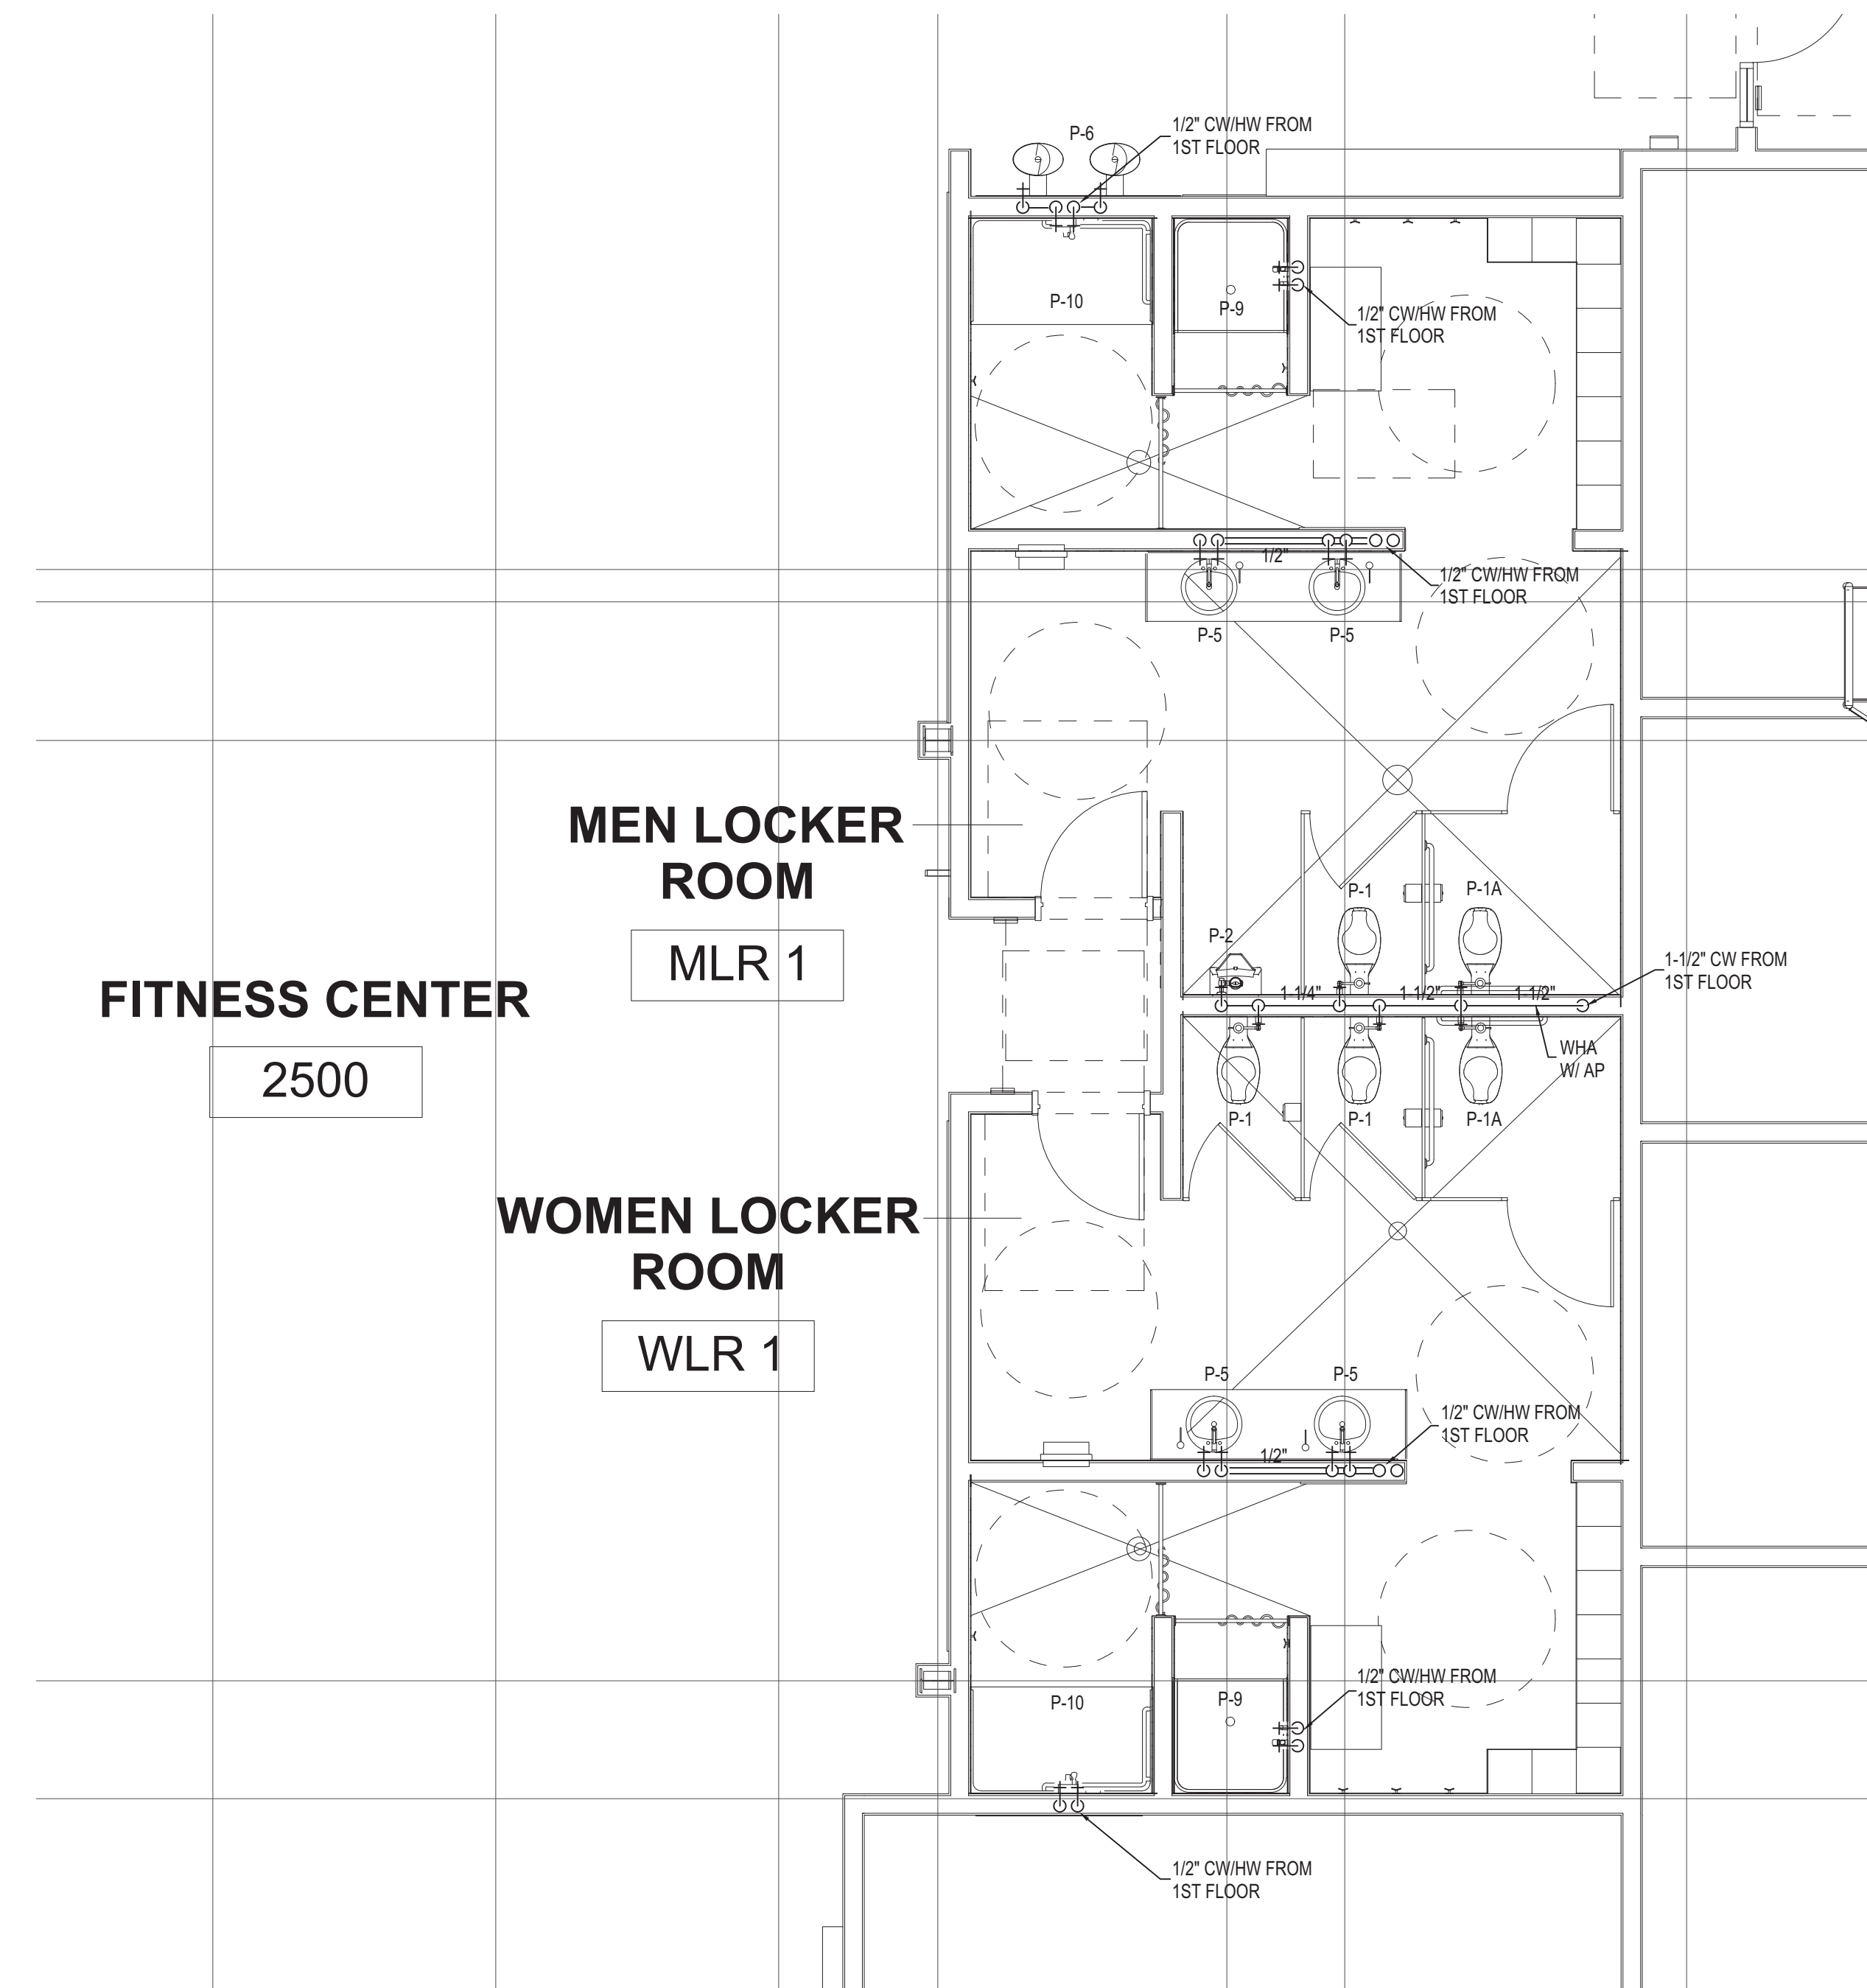 P-6
1/2" CW/HW FROM
1ST FLOOR
P-10
P-9
1/2" CW/HW FROM
1ST FLOOR
1/2"
1/2" CW/HW FROM
1ST FLOOR
P-5
P-5
MEN LOCKER
ROOM
MLR 1
P-1
P-1A
P-2
1-1/4"
1-1/2"
1-1/2"
1-1/2" CW FROM
1ST FLOOR
FITNESS CENTER
2500
WHA
W/ AP
P-1
P-1
P-1A
WOMEN LOCKER
ROOM
WLR 1
P-5
P-5
1/2" CW/HW FROM
1ST FLOOR
1/2"
P-10
P-9
1/2" CW/HW FROM
1ST FLOOR
1/2" CW/HW FROM
1ST FLOOR